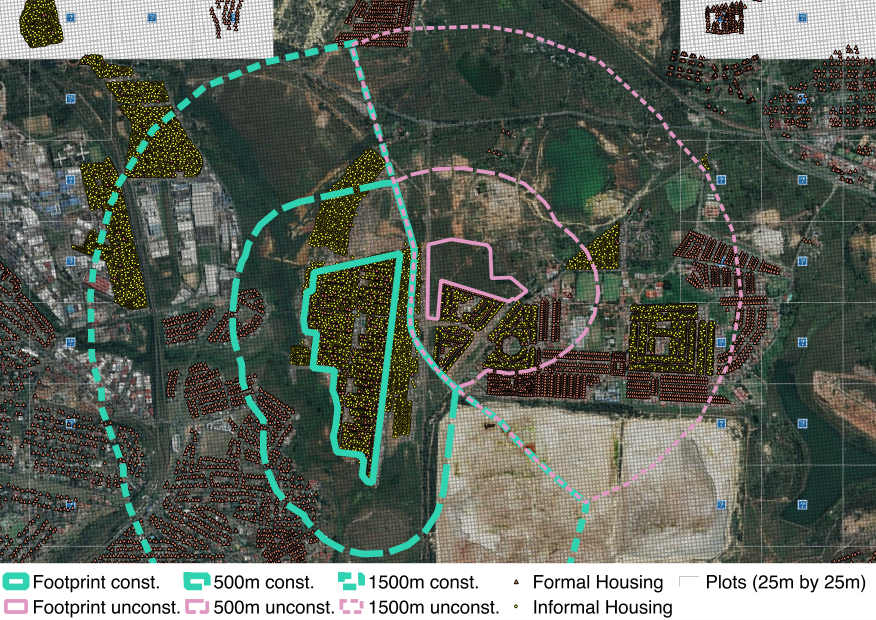 Footprint const. 500m const. 1500m const. Formal Housing Plots (25m by 25m)
Footprint unconst. 500m unconst. 1500m unconst. Informal Housing